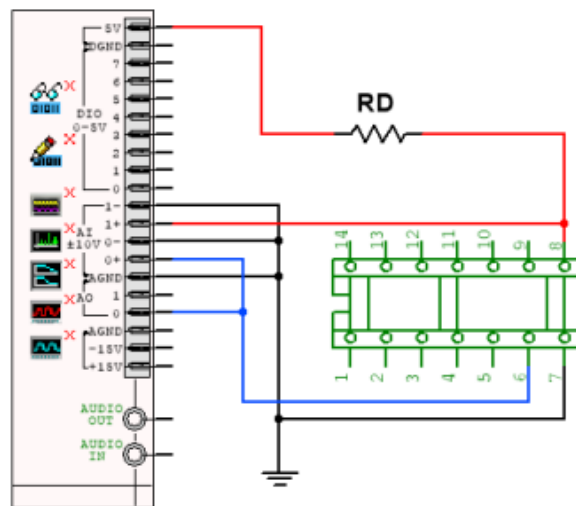 5V
DGND
7
6
5
DIO
0-5V
4
3
2
1
0
1-
AI
±10V
1+
0-
0+
AGND
AO
1
0
AGND
-15V
+15V
AUDIO
OUT
AUDIO
IN
RD
14
13
12
11
10
9
8
1
2
3
4
5
6
7